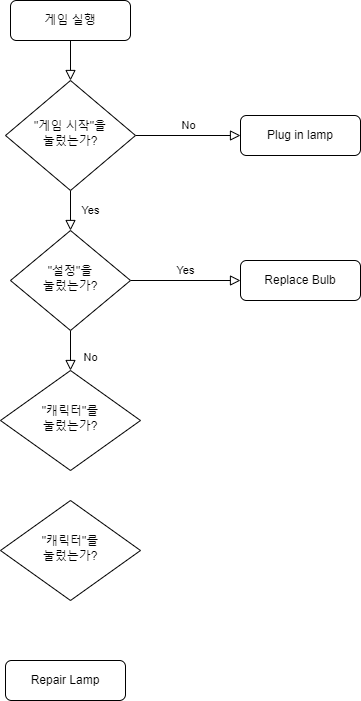 게임 실행
"게임 시작"을
눌렀는가?
No
Plug in lamp
Yes
"설정"을
눌렀는가?
Yes
Replace Bulb
No
"캐릭터"를
눌렀는가?
"캐릭터"를
눌렀는가?
Repair Lamp